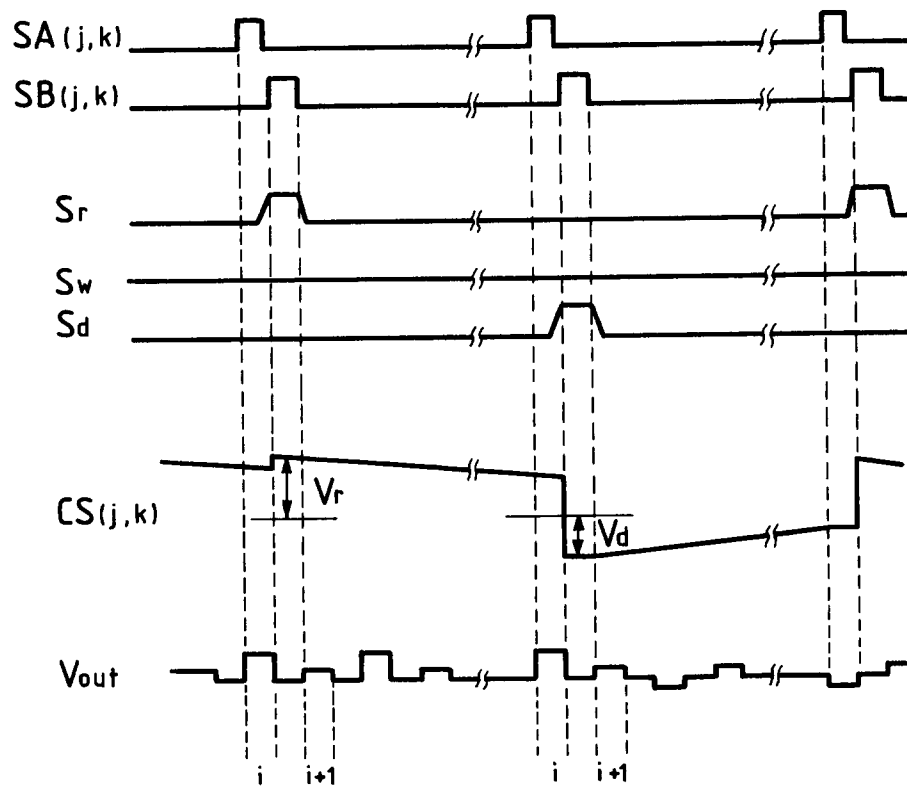 SA(j,k)
SB(j,k)
Sr
Sw
Sd
CS(j,k)
Vr
Vd
Vout
i
i+1
i
i+1